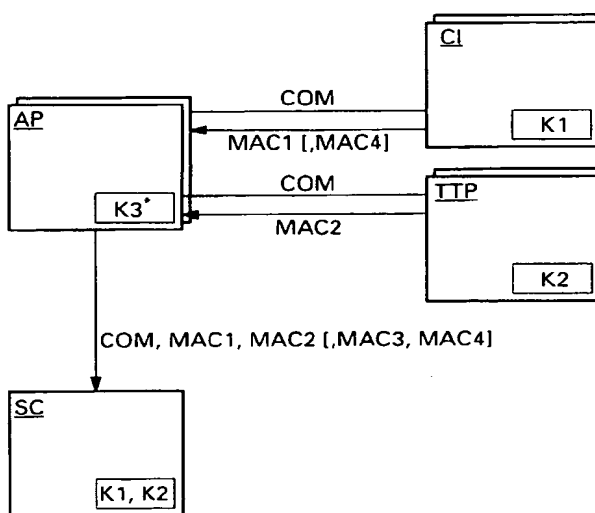 CI
COM
AP
K1
MAC1 [,MAC4]
TTP
COM
K3*
MAC2
K2
COM, MAC1, MAC2 [,MAC3, MAC4]
SC
K1, K2